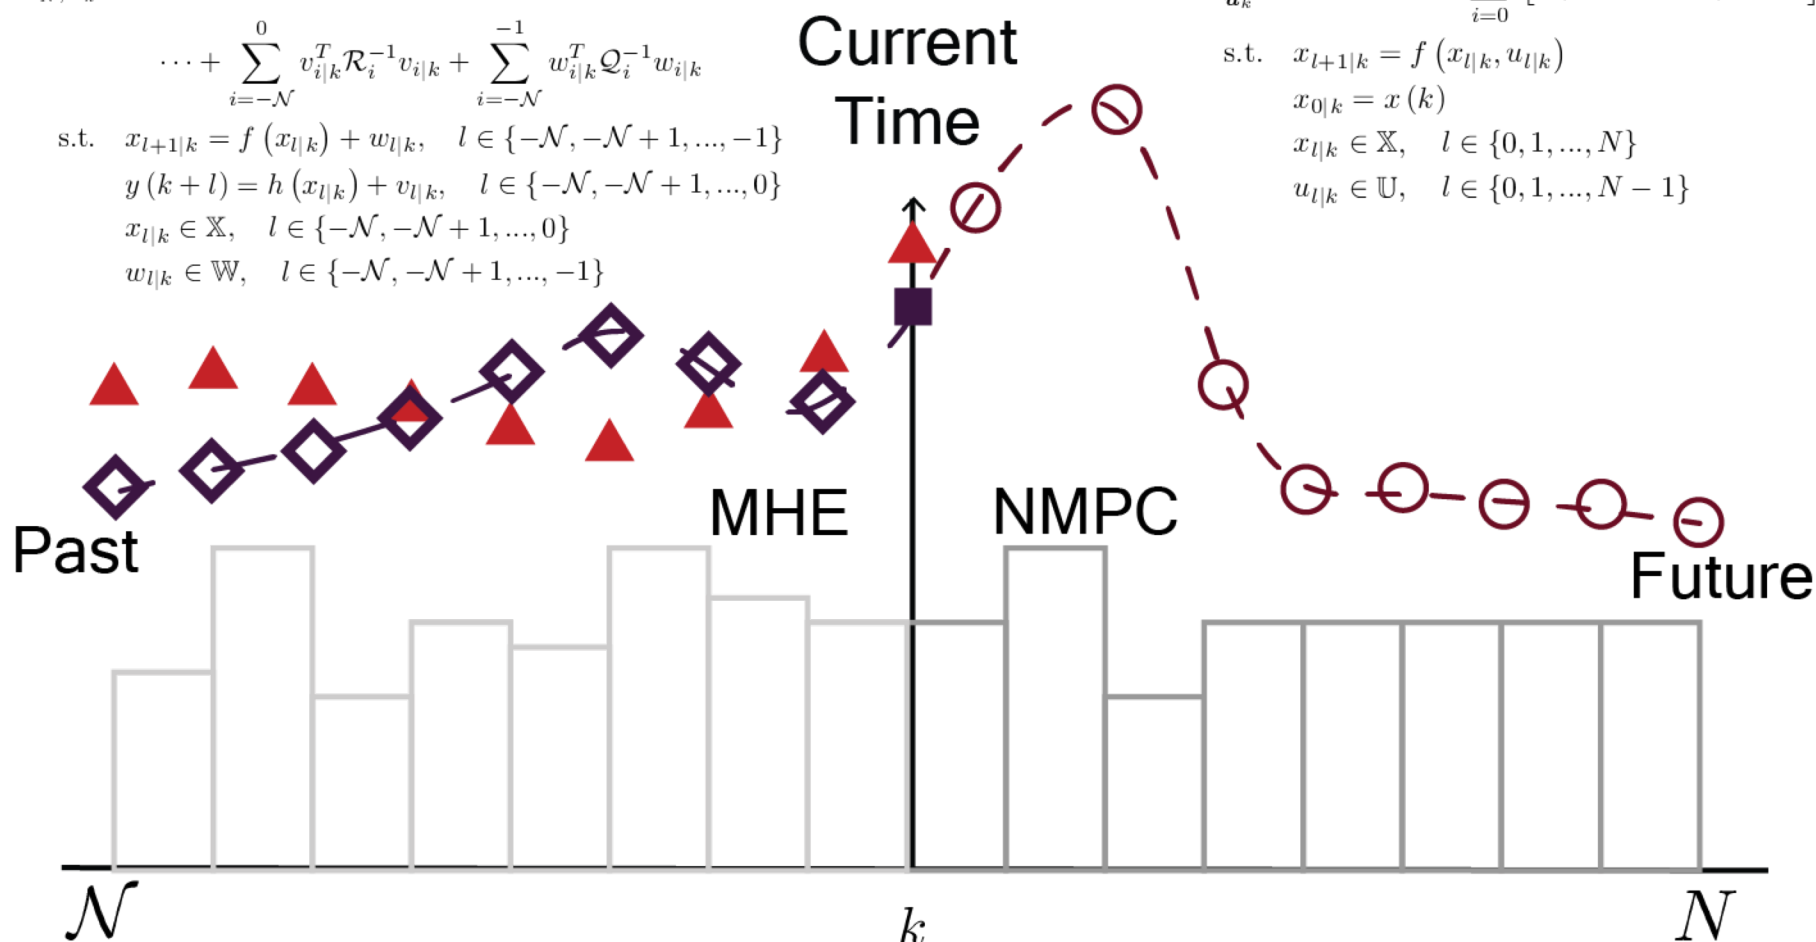 ⋯ + ∑_{i=−𝒩}^{0} v_{i|k}^T ℛ_i^{−1} v_{i|k} + ∑_{i=−𝒩}^{−1} w_{i|k}^T 𝒬_i^{−1} w_{i|k}
s.t. x_{l+1|k} = f (x_{l|k}) + w_{l|k}, l ∈ {−𝒩, −𝒩 + 1, ..., −1}
y (k + l) = h (x_{l|k}) + v_{l|k}, l ∈ {−𝒩, −𝒩 + 1, ..., 0}
x_{l|k} ∈ 𝕏, l ∈ {−𝒩, −𝒩 + 1, ..., 0}
w_{l|k} ∈ 𝕎, l ∈ {−𝒩, −𝒩 + 1, ..., −1}
Current
Time
u_k
i=0
s.t. x_{l+1|k} = f (x_{l|k}, u_{l|k})
x_{0|k} = x (k)
x_{l|k} ∈ 𝕏, l ∈ {0, 1, ..., N}
u_{l|k} ∈ 𝕌, l ∈ {0, 1, ..., N − 1}
MHE
NMPC
Past
Future
𝒩
k
N